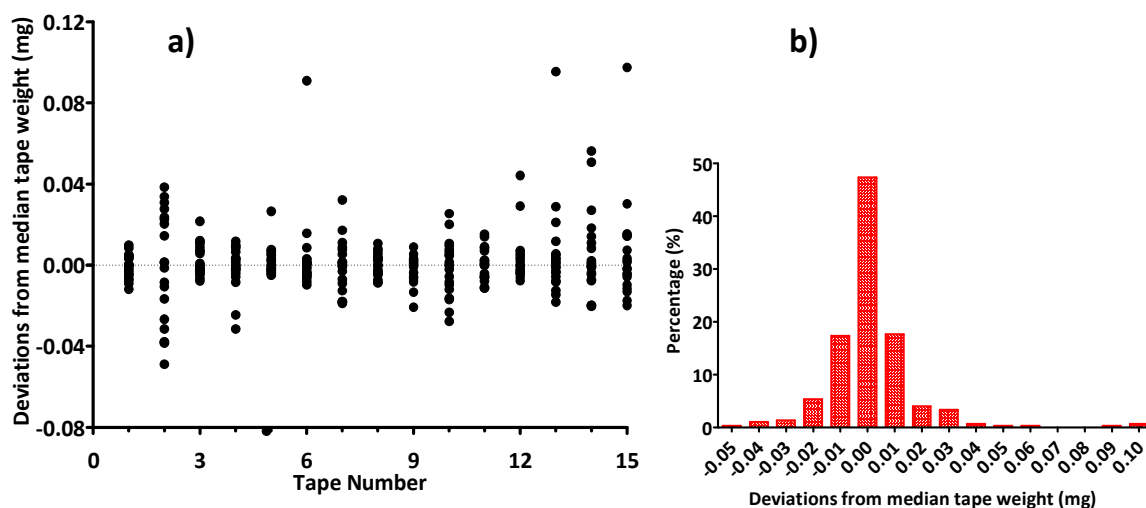 a)
Deviations from median tape weight (mg)
0.12
0.08
0.04
0.00
-0.04
-0.08
0 3 6 9 12 15
Tape Number
b)
Percentage (%)
50
40
30
20
10
0
-0.05 -0.04 -0.03 -0.02 -0.01 0.00 0.01 0.02 0.03 0.04 0.05 0.06 0.07 0.08 0.09 0.10
Deviations from median tape weight (mg)